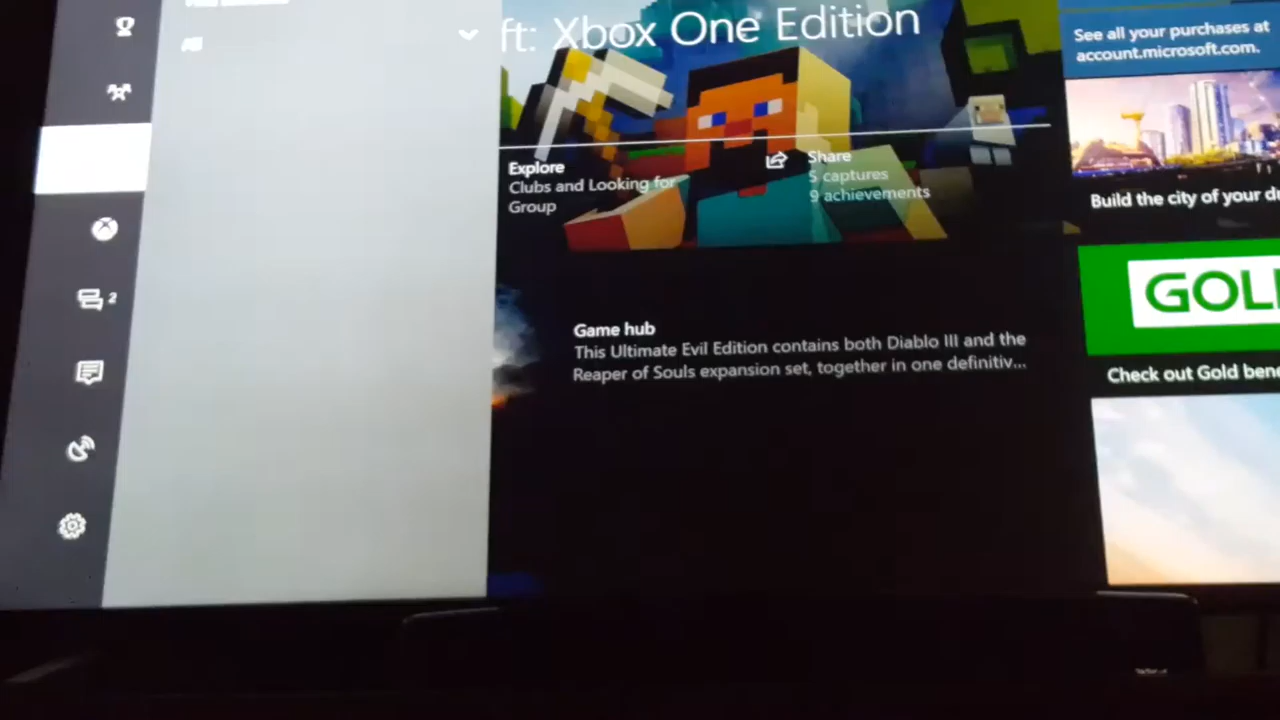 ft: Xbox One Edition
Explore
Clubs and Looking for
Group
Share
5 captures
9 achievements
2
Game hub
This Ultimate Evil Edition contains both Diablo III and the
Reaper of Souls expansion set, together in one definitiv...
See all your purchases at
account.microsoft.com.
Build the city of your d
GOL
Check out Gold bene